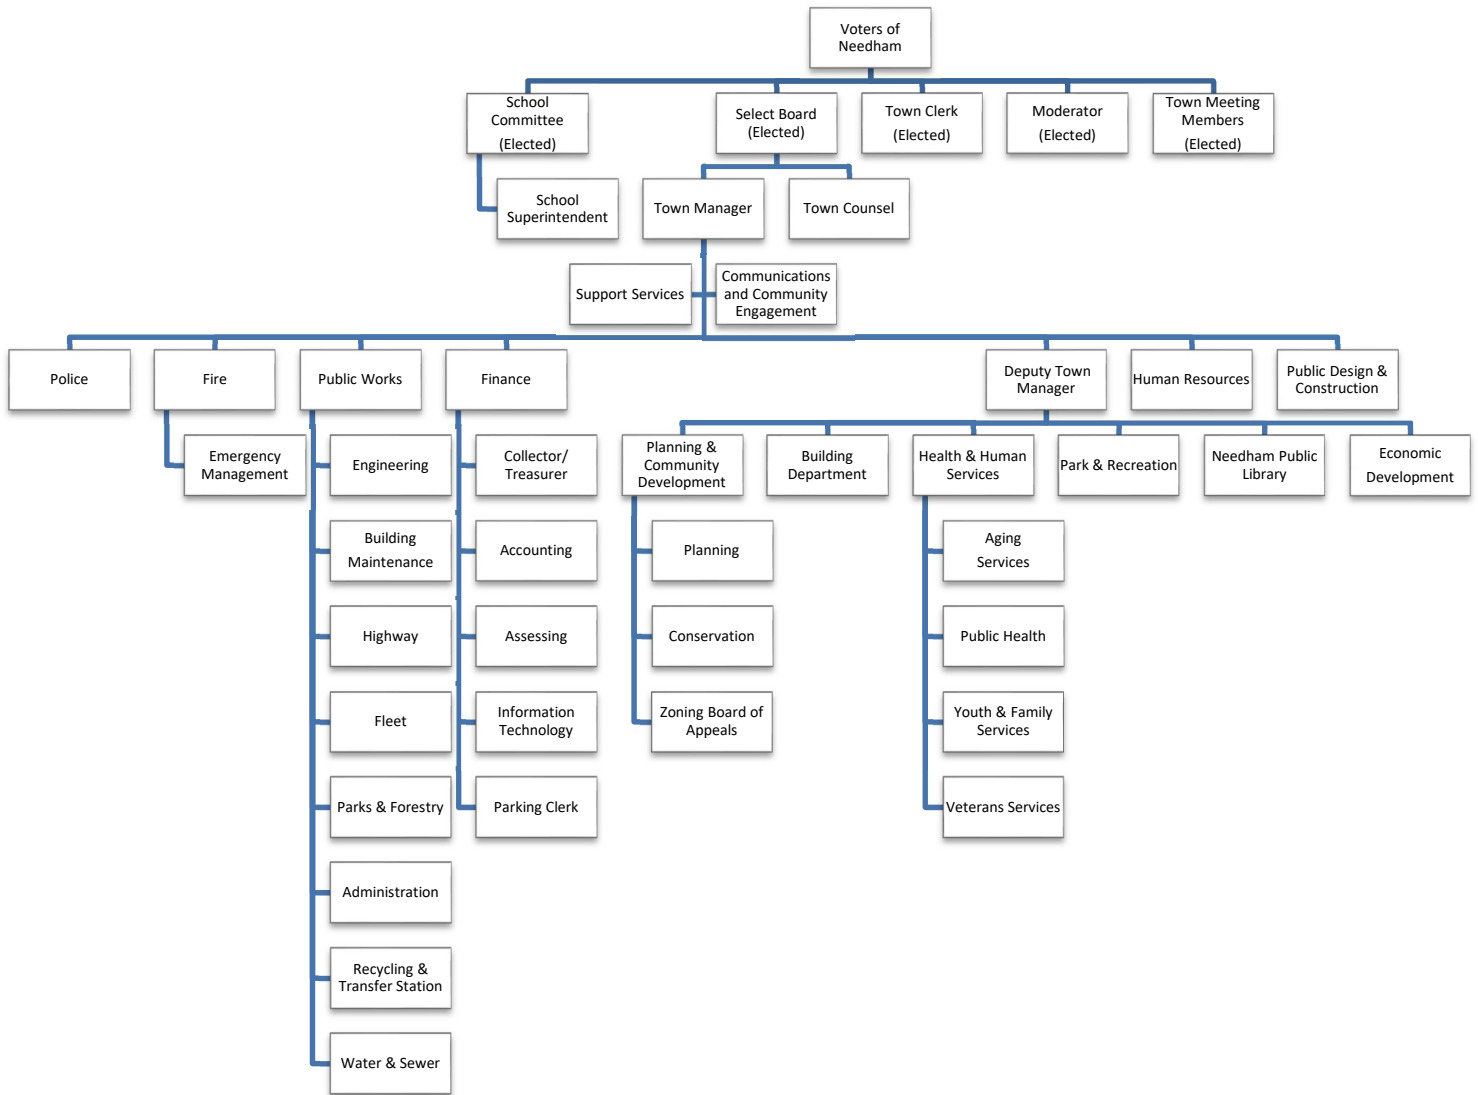 Voters of
Needham
School
Committee
(Elected)
Select Board
(Elected)
Town Clerk
(Elected)
Moderator
(Elected)
Town Meeting
Members
(Elected)
School
Superintendent
Town Manager
Town Counsel
Support Services
Communications
and Community
Engagement
Police
Fire
Public Works
Finance
Deputy Town
Manager
Human Resources
Public Design &
Construction
Emergency
Management
Engineering
Building
Maintenance
Highway
Fleet
Parks & Forestry
Administration
Recycling &
Transfer Station
Water & Sewer
Collector/
Treasurer
Accounting
Assessing
Information
Technology
Parking Clerk
Planning &
Community
Development
Building
Department
Health & Human
Services
Park & Recreation
Needham Public
Library
Economic
Development
Planning
Conservation
Zoning Board of
Appeals
Aging
Services
Public Health
Youth & Family
Services
Veterans Services